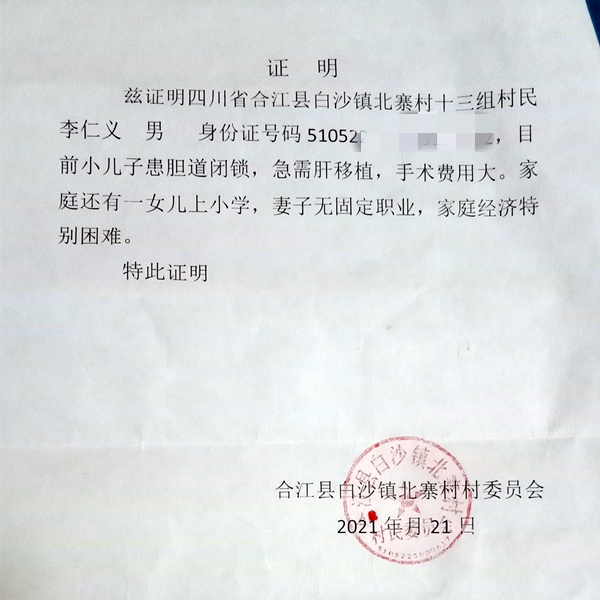 证 明
兹证明四川省合江县白沙镇北寨村十三组村民
李仁义 男 身份证号码51052 ，目
前小儿子患胆道闭锁，急需肝移植，手术费用大。家
庭还有一女儿上小学，妻子无固定职业，家庭经济特
别困难。
特此证明
合江县白沙镇北寨村村委员会
2021 年 月 21 日